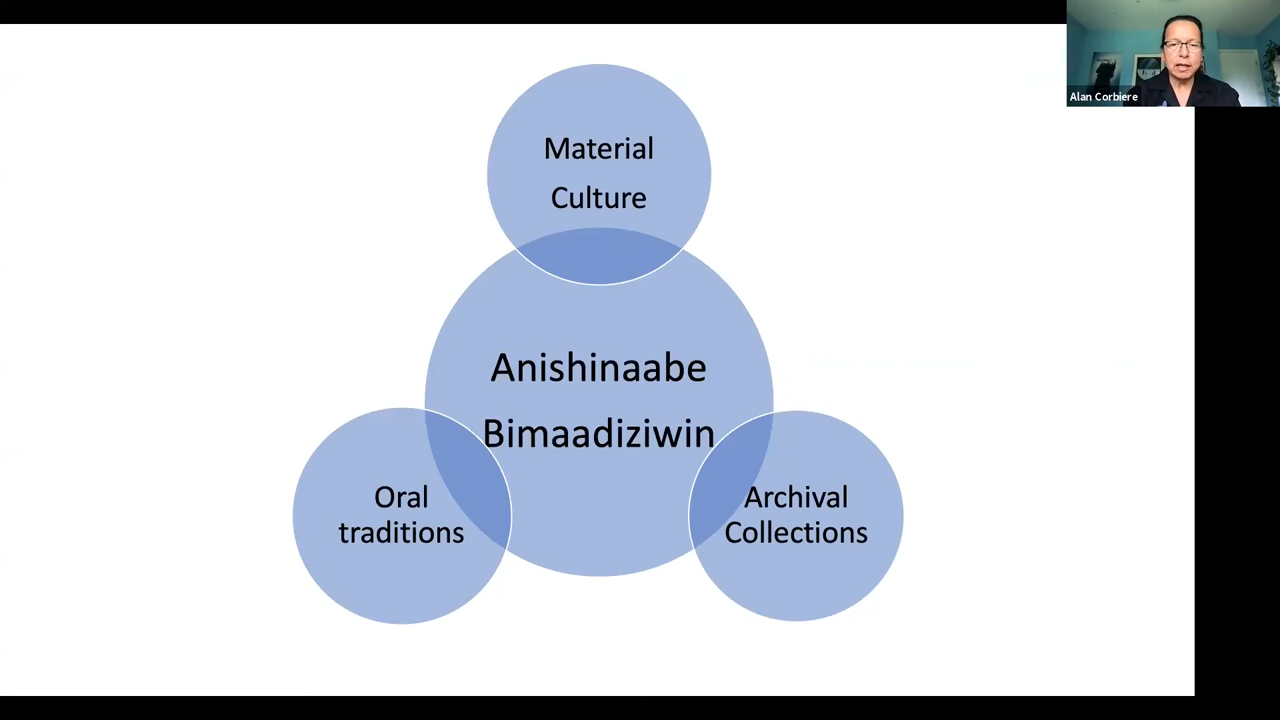 Alan Corbiere
Material
Culture
Anishinaabe
Bimaadiziwin
Oral
traditions
Archival
Collections